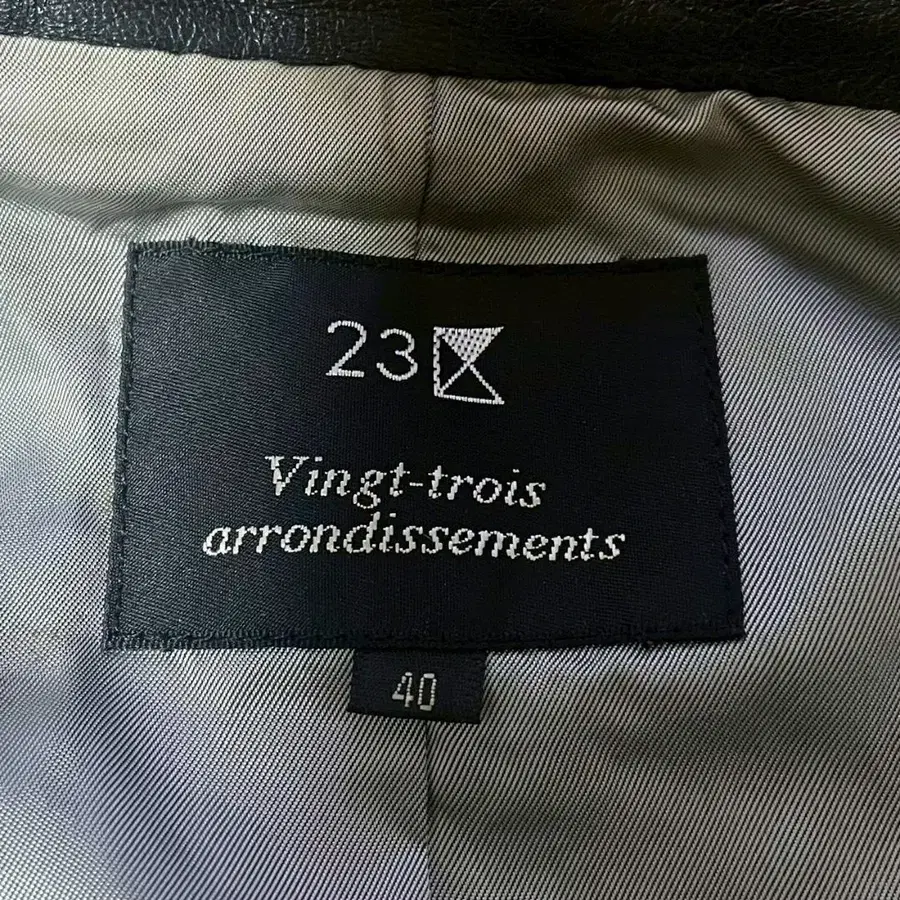 23
Vingt-trois
arrondissements
40